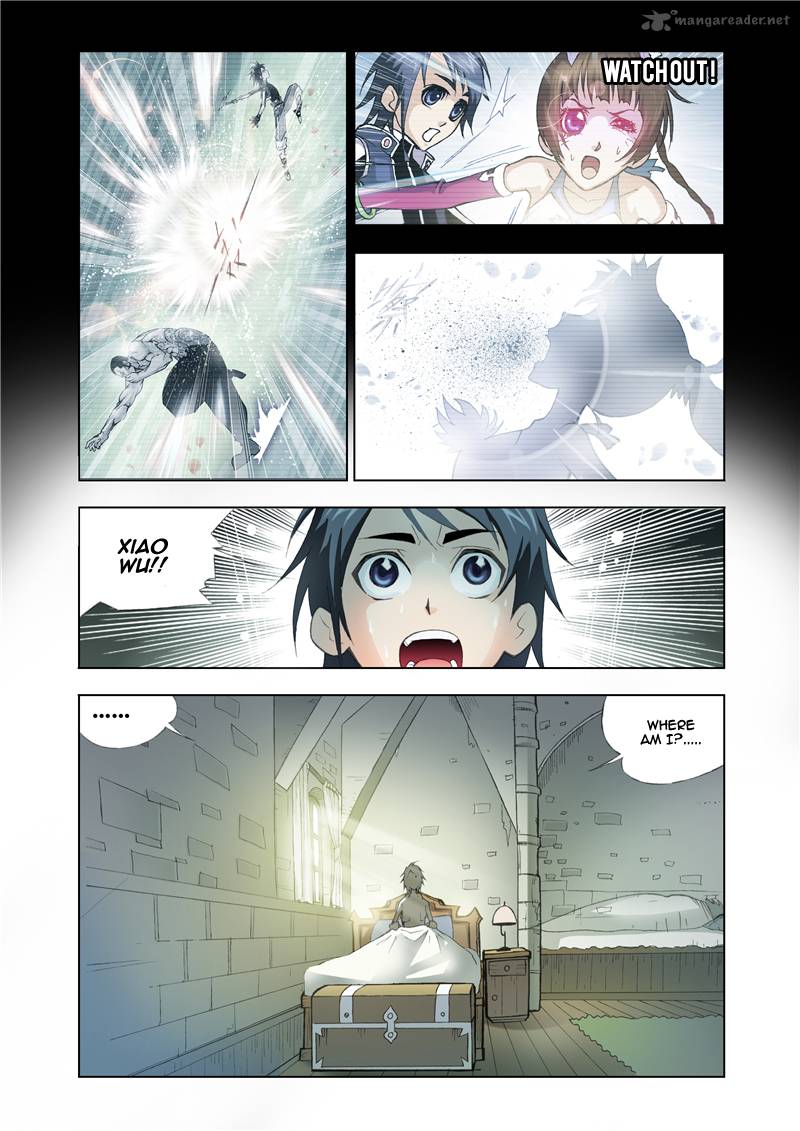 mangareader.net
WATCHOUT!
XIAO
WU!!
......
WHERE
AM I?.....